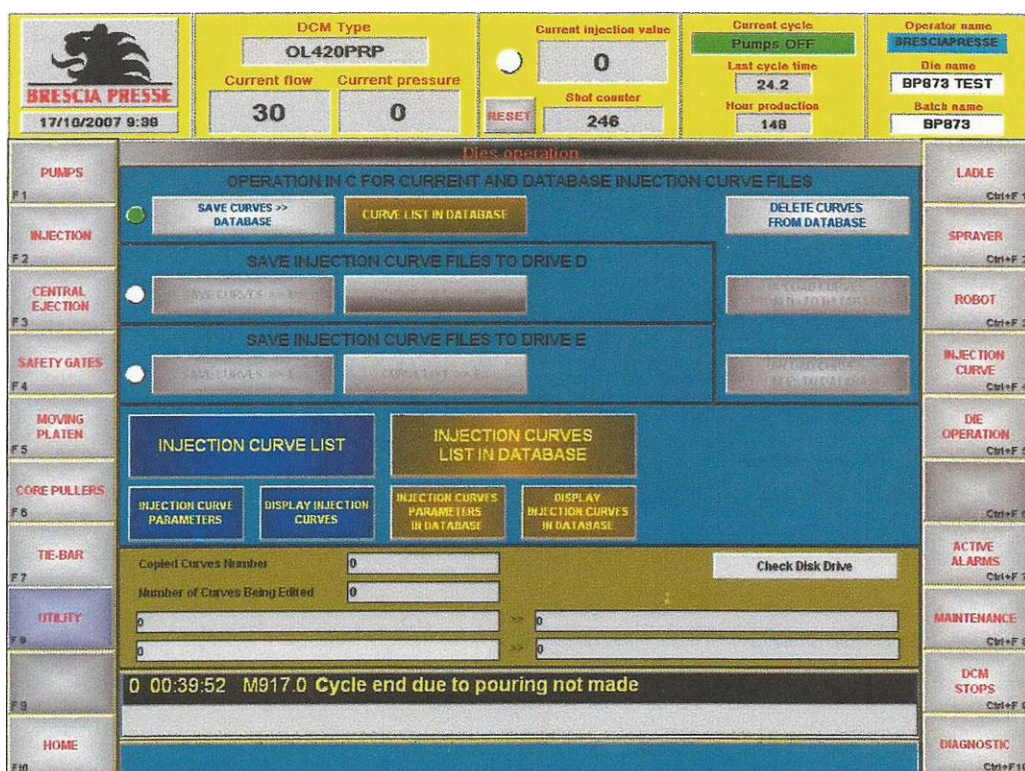 BRESCIA PRESSE
17/10/2007 9:38
DCM Type
OL420PRP
Current flow
Current pressure
30
0
Current injection value
0
RESET
Shot counter
246
Current cycle
Pumps OFF
Last cycle time
24.2
Hour production
148
Operator name
BRESCIAPRESSE
Die name
BP873 TEST
Batch name
BP873
PUMPS
F1
INJECTION
F2
CENTRAL
EJECTION
F3
SAFETY GATES
F4
MOVING
PLATEN
F5
CORE PULLERS
F6
TIE-BAR
F7
UTILITY
F8
F9
HOME
F10
Dies operation
OPERATION IN C FOR CURRENT AND DATABASE INJECTION CURVE FILES
SAVE CURVES >>
DATABASE
CURVE LIST IN DATABASE
DELETE CURVES
FROM DATABASE
SAVE INJECTION CURVE FILES TO DRIVE D
SAVE INJECTION CURVE FILES TO DRIVE E
INJECTION CURVE LIST
INJECTION CURVES
LIST IN DATABASE
INJECTION CURVE
PARAMETERS
DISPLAY INJECTION
CURVES
INJECTION CURVES
PARAMETERS
IN DATABASE
DISPLAY
INJECTION CURVES
IN DATABASE
Copied Curves Number
0
Check Disk Drive
Number of Curves Being Edited
0
0 >> 0
0 >> 0
0 00:39:52 M917.0 Cycle end due to pouring not made
LADLE
Ctrl+F
SPRAYER
Ctrl+F
ROBOT
Ctrl+F
INJECTION
CURVE
Ctrl+F
DIE
OPERATION
Ctrl+F
Ctrl+F
ACTIVE
ALARMS
Ctrl+F
MAINTENANCE
Ctrl+F
DCM
STOPS
Ctrl+F
DIAGNOSTIC
Ctrl+F10